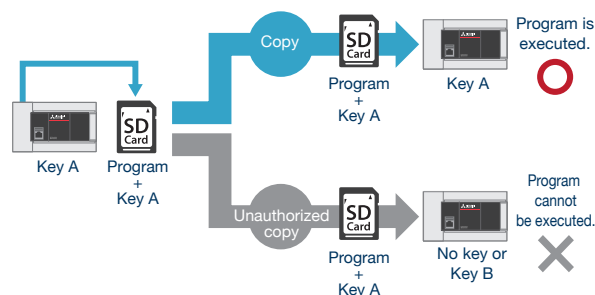 Key A
SD
Card
Program
+
Key A
Copy
SD
Card
Program
+
Key A
Key A
Program is
executed.
Unauthorized
copy
SD
Card
Program
+
Key A
No key or
Key B
Program
cannot
be executed.